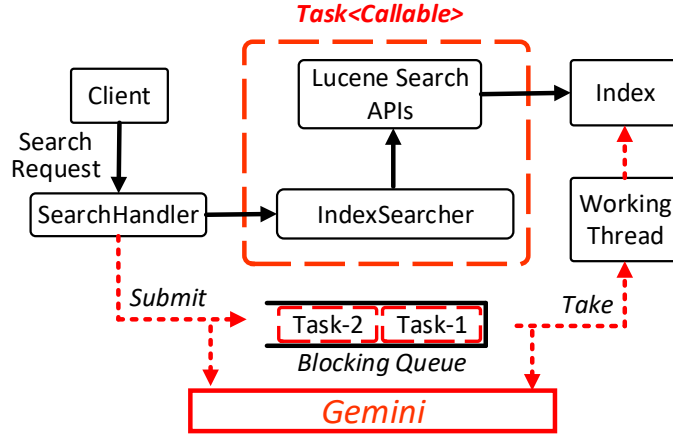 Task<Callable>
Client
Lucene Search
APIs
Index
Search
Request
SearchHandler
IndexSearcher
Working
Thread
Submit
Task-2
Task-1
Take
Blocking Queue
Gemini